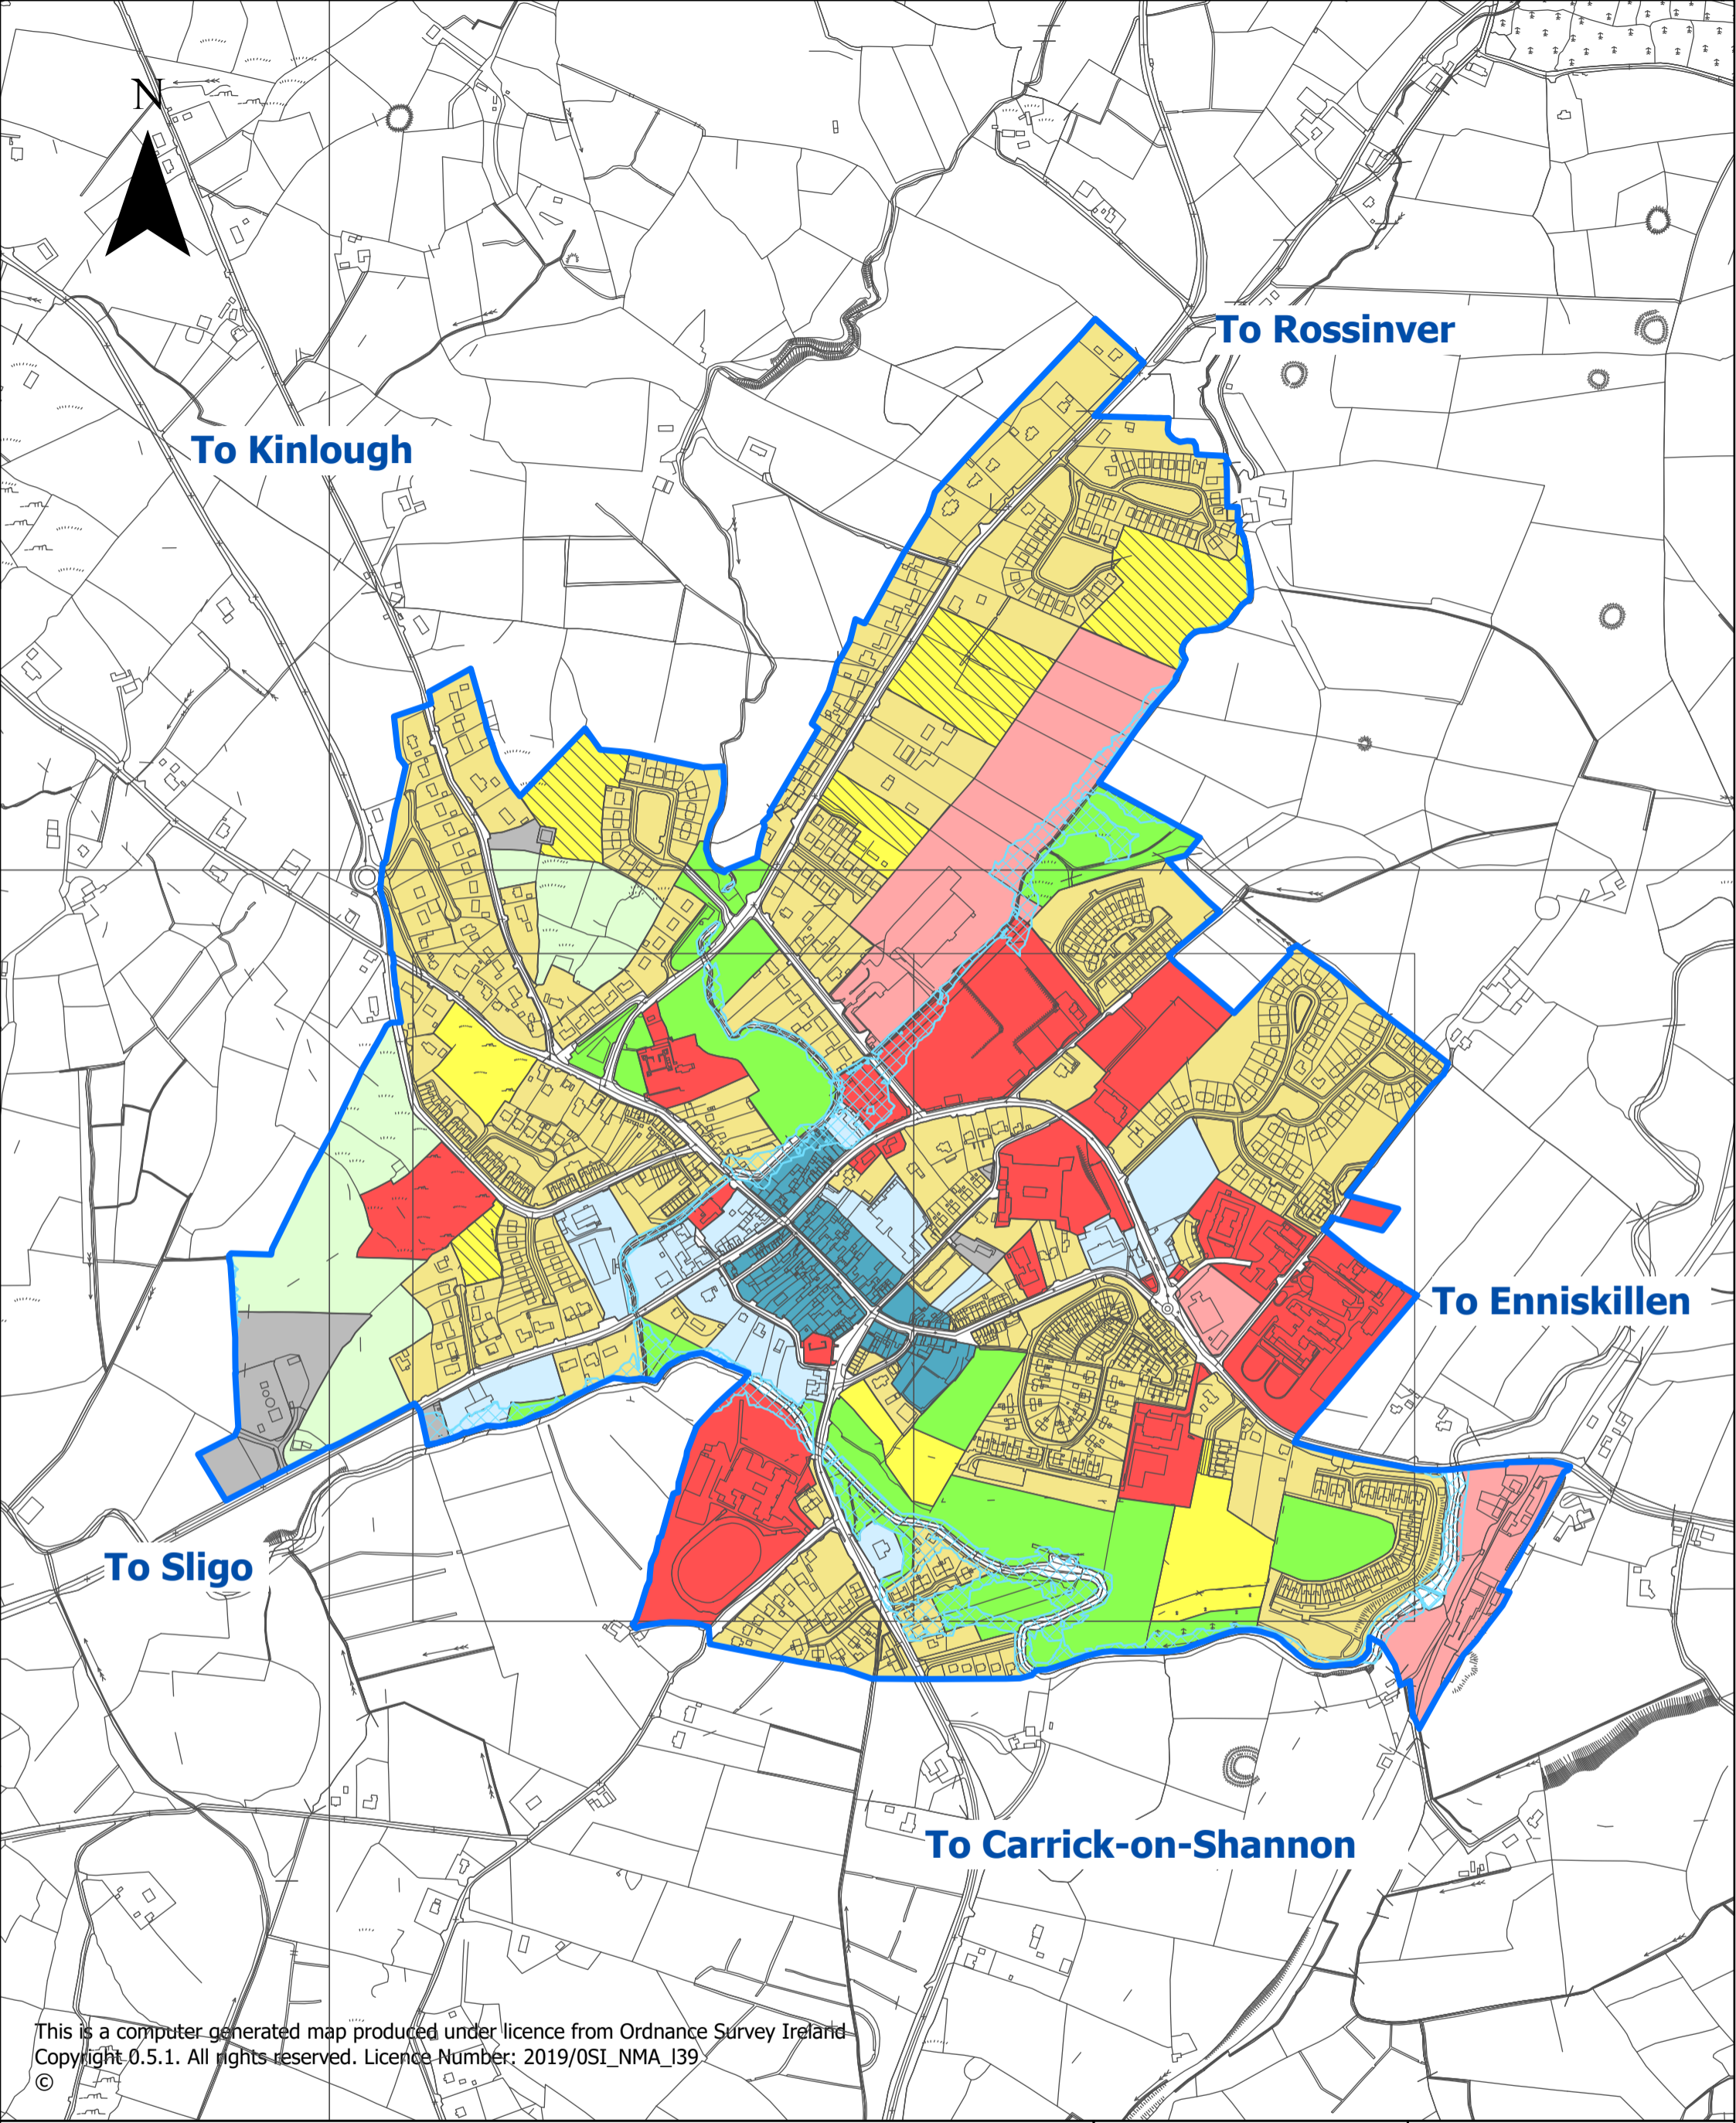 N
To Rossinver
To Kinlough
To Enniskillen
To Sligo
To Carrick-on-Shannon
This is a computer generated map produced under licence from Ordnance Survey Ireland
Copyright 0.5.1. All rights reserved. Licence Number: 2019/0SI_NMA_l39
©